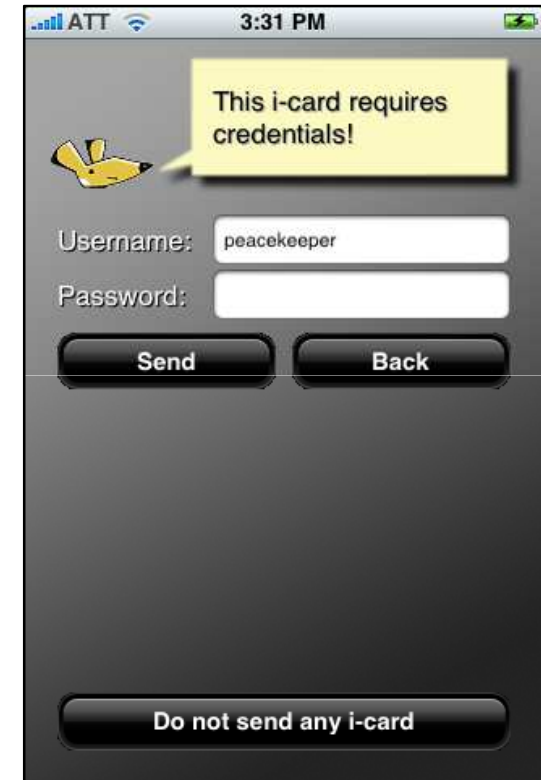 ATT 3:31 PM
This i-card requires
credentials!
Username: peacekeeper
Password:
Send Back
Do not send any i-card